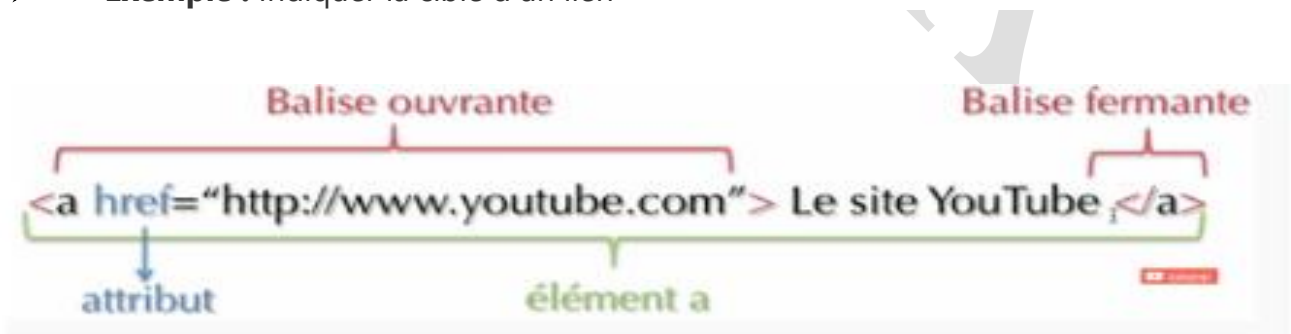 Exemple : Indiquer la cible d'un lien
Balise ouvrante Balise fermante
<a href=“http://www.youtube.com”> Le site YouTube </a>
attribut élément a